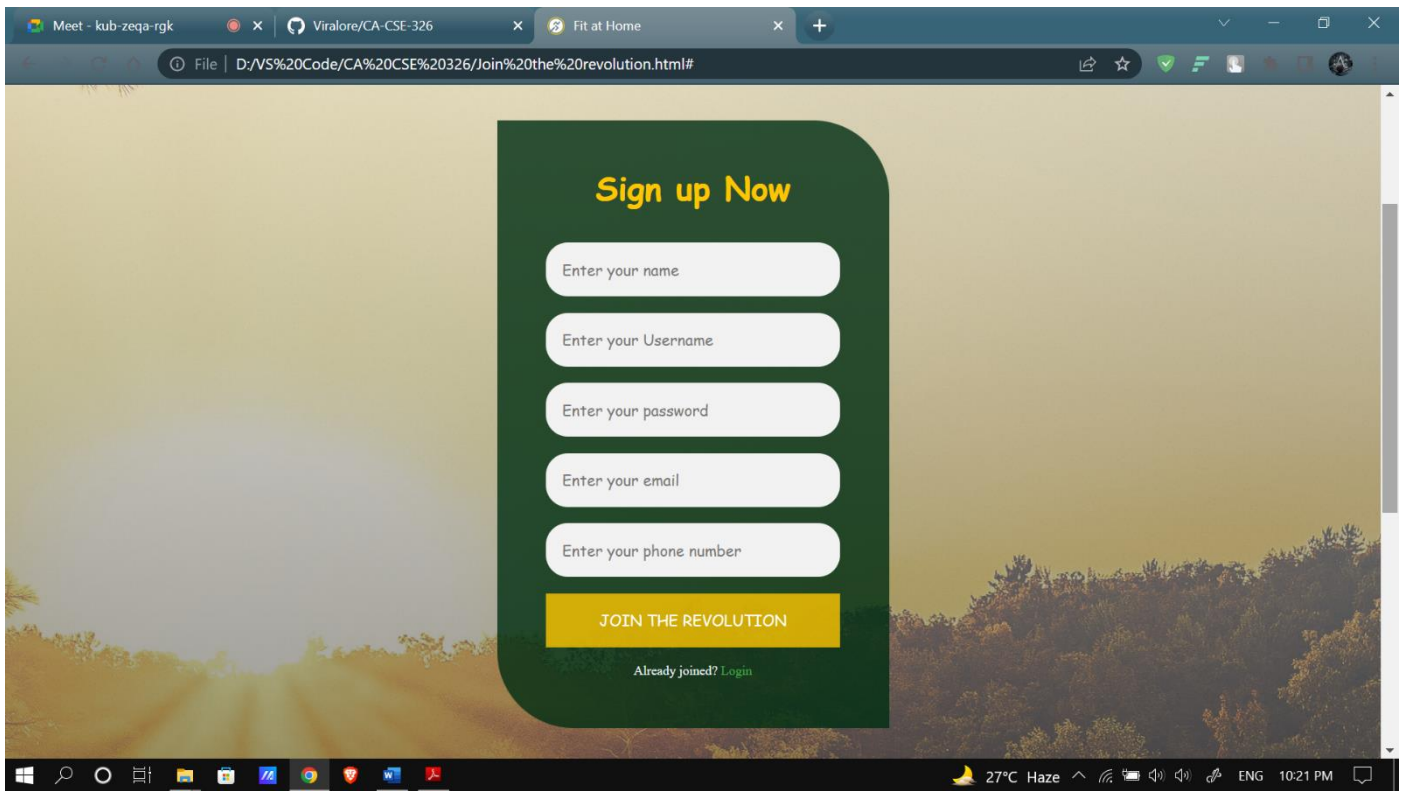 Meet - kub-zeqa-rgk
Viralore/CA-CSE-326
Fit at Home
File | D:/VS%20Code/CA%20CSE%20326/Join%20the%20revolution.html#
Sign up Now
Enter your name
Enter your Username
Enter your password
Enter your email
Enter your phone number
JOIN THE REVOLUTION
Already joined? Login
27°C Haze ENG 10:21 PM